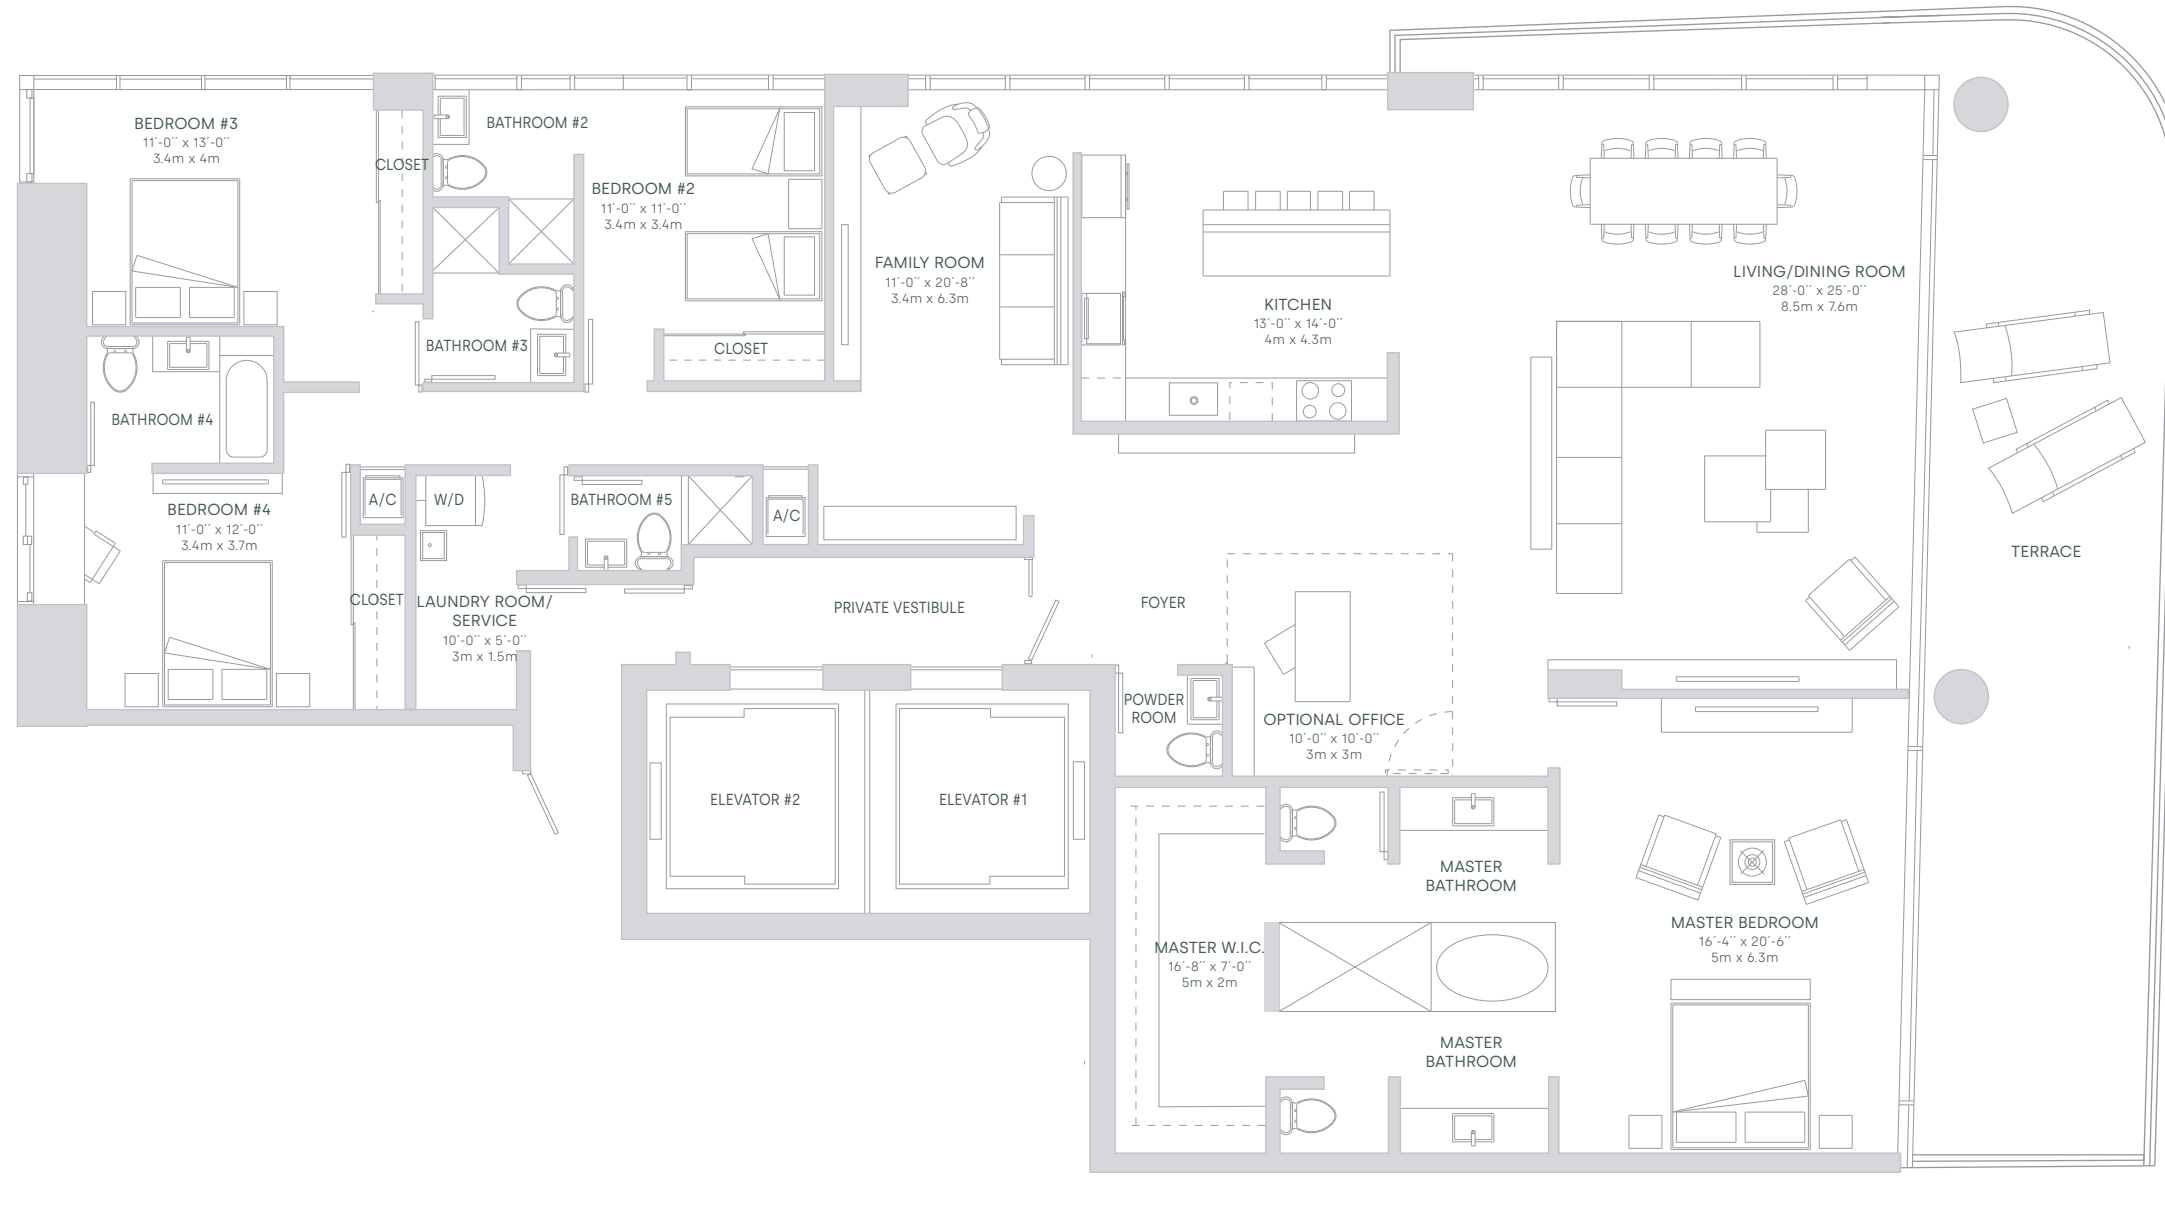 BEDROOM #3
11´-0´´ x 13´-0´´
3.4m x 4m
CLOSET
BATHROOM #2
BEDROOM #2
11´-0´´ x 11´-0´´
3.4m x 3.4m
CLOSET
BATHROOM #3
FAMILY ROOM
11´-0´´ x 20´-8´´
3.4m x 6.3m
KITCHEN
13´-0´´ x 14´-0´´
4m x 4.3m
LIVING/DINING ROOM
28´-0´´ x 25´-0´´
8.5m x 7.6m
TERRACE
BATHROOM #4
BEDROOM #4
11´-0´´ x 12´-0´´
3.4m x 3.7m
A/C
W/D
CLOSET
LAUNDRY ROOM/
SERVICE
10´-0´´ x 5´-0´´
3m x 1.5m
BATHROOM #5
A/C
PRIVATE VESTIBULE
FOYER
POWDER
ROOM
OPTIONAL OFFICE
10´-0´´ x 10´-0´´
3m x 3m
ELEVATOR #2
ELEVATOR #1
MASTER
BATHROOM
MASTER W.I.C.
16´-8´´ x 7´-0´´
5m x 2m
MASTER
BATHROOM
MASTER BEDROOM
16´-4´´ x 20´-6´´
5m x 6.3m